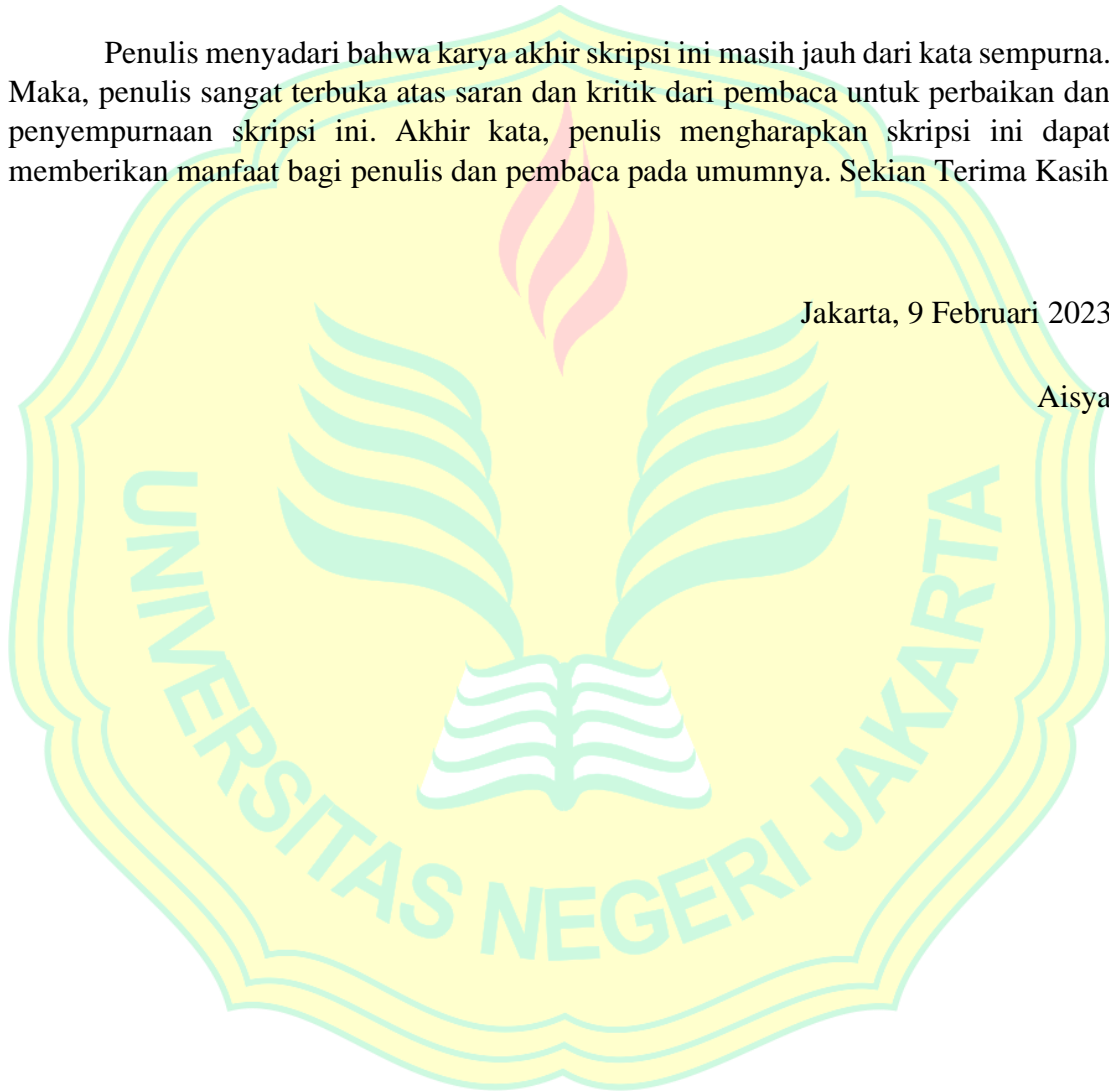 Penulis menyadari bahwa karya akhir skripsi ini masih jauh dari kata sempurna.
Maka, penulis sangat terbuka atas saran dan kritik dari pembaca untuk perbaikan dan
penyempurnaan skripsi ini. Akhir kata, penulis mengharapkan skripsi ini dapat
memberikan manfaat bagi penulis dan pembaca pada umumnya. Sekian Terima Kasih
Jakarta, 9 Februari 2023
Aisya
UNIVERSITAS NEGERI JAKARTA